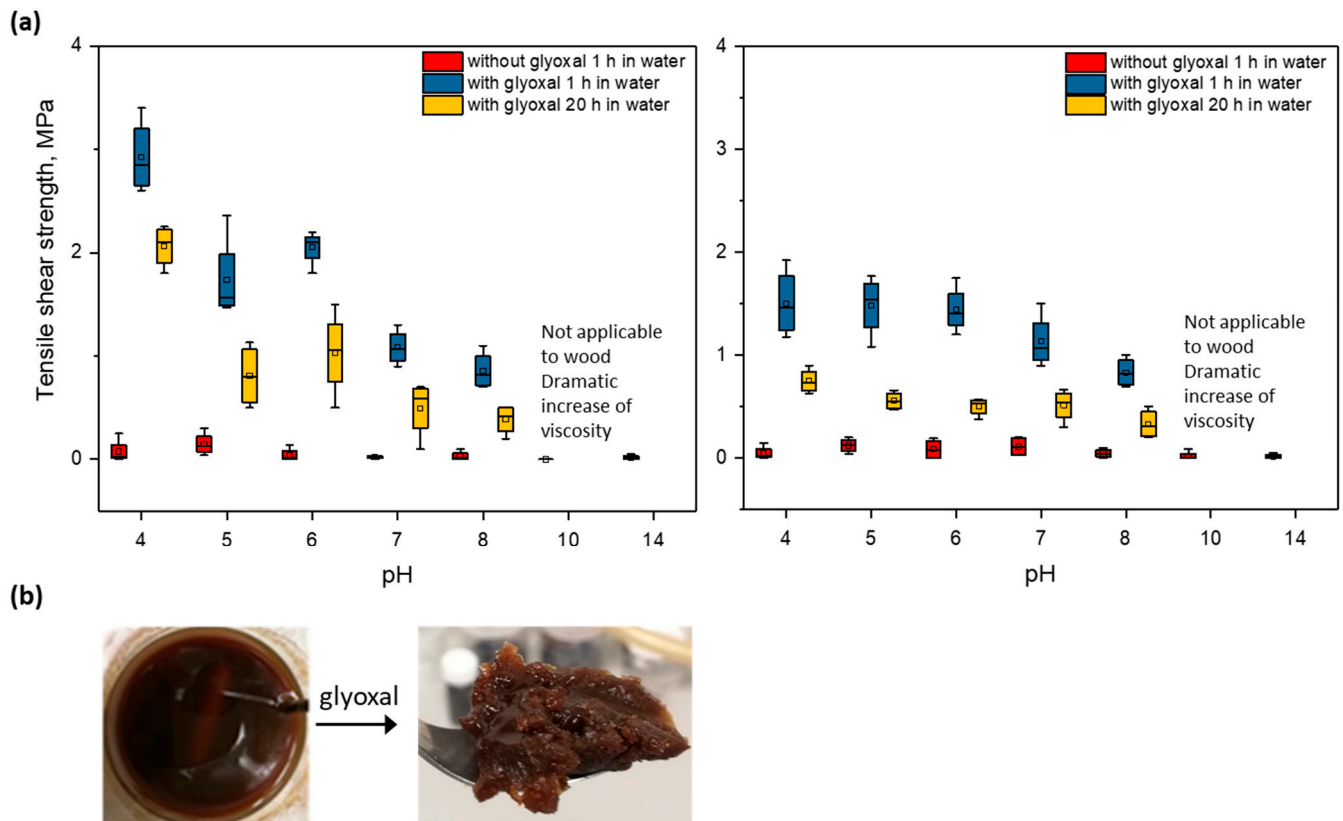 (a)
4
2
0
Tensile shear strength, MPa
without glyoxal 1 h in water
with glyoxal 1 h in water
with glyoxal 20 h in water
Not applicable
to wood
Dramatic
increase of
viscosity
4 5 6 7 8 10 14
pH
4
3
2
1
0
without glyoxal 1 h in water
with glyoxal 1 h in water
with glyoxal 20 h in water
Not applicable
to wood
Dramatic
increase of
viscosity
4 5 6 7 8 10 14
pH
(b)
glyoxal